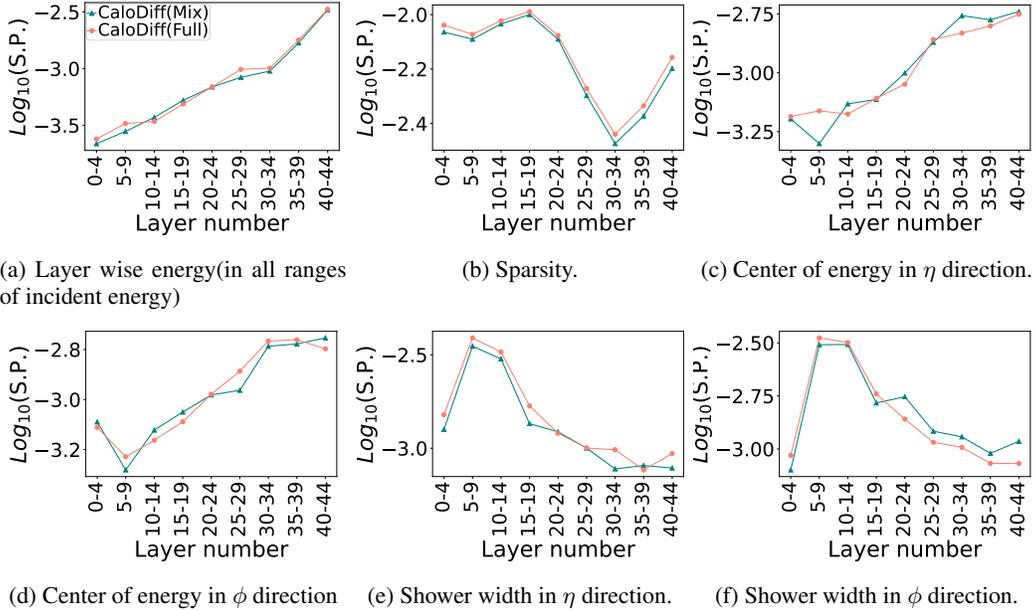 CaloDiff(Mix)
CaloDiff(Full)
Log10(S.P.)
−2.5
−3.0
−3.5
0-4 5-9 10-14 15-19 20-24 25-29 30-34 35-39 40-44
Layer number
(a) Layer wise energy(in all ranges
of incident energy)
Log10(S.P.)
−2.0
−2.2
−2.4
0-4 5-9 10-14 15-19 20-24 25-29 30-34 35-39 40-44
Layer number
(b) Sparsity.
Log10(S.P.)
−2.75
−3.00
−3.25
0-4 5-9 10-14 15-19 20-24 25-29 30-34 35-39 40-44
Layer number
(c) Center of energy in η direction.
Log10(S.P.)
−2.8
−3.0
−3.2
0-4 5-9 10-14 15-19 20-24 25-29 30-34 35-39 40-44
Layer number
(d) Center of energy in ϕ direction
Log10(S.P.)
−2.5
−3.0
0-4 5-9 10-14 15-19 20-24 25-29 30-34 35-39 40-44
Layer number
(e) Shower width in η direction.
Log10(S.P.)
−2.50
−2.75
−3.00
0-4 5-9 10-14 15-19 20-24 25-29 30-34 35-39 40-44
Layer number
(f) Shower width in ϕ direction.